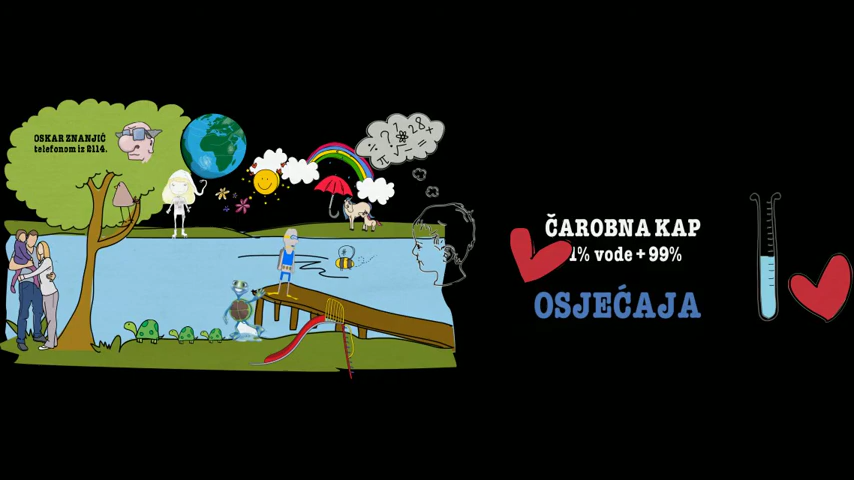 OSKAR ZNANJIĆ
telefonom iz 2114.
ČAROBNA KAP
1% vode + 99%
OSJEĆAJA